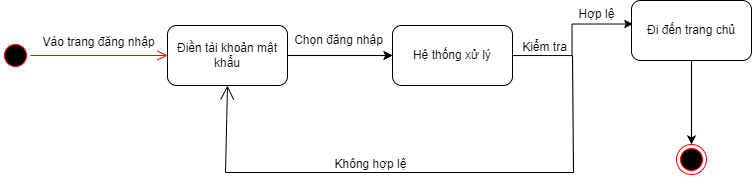 Vào trang đăng nhập
Điền tài khoản mật
khẩu
Chọn đăng nhập
Hệ thống xử lý
Kiểm tra
Hợp lệ
Đi đến trang chủ
Không hợp lệ